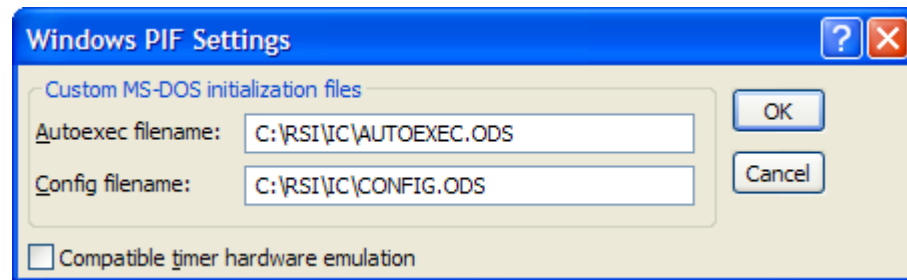 Windows PIF Settings
Custom MS-DOS initialization files
Autoexec filename: C:\RSI\IC\AUTOEXEC.ODS
OK
Config filename: C:\RSI\IC\CONFIG.ODS
Cancel
Compatible timer hardware emulation